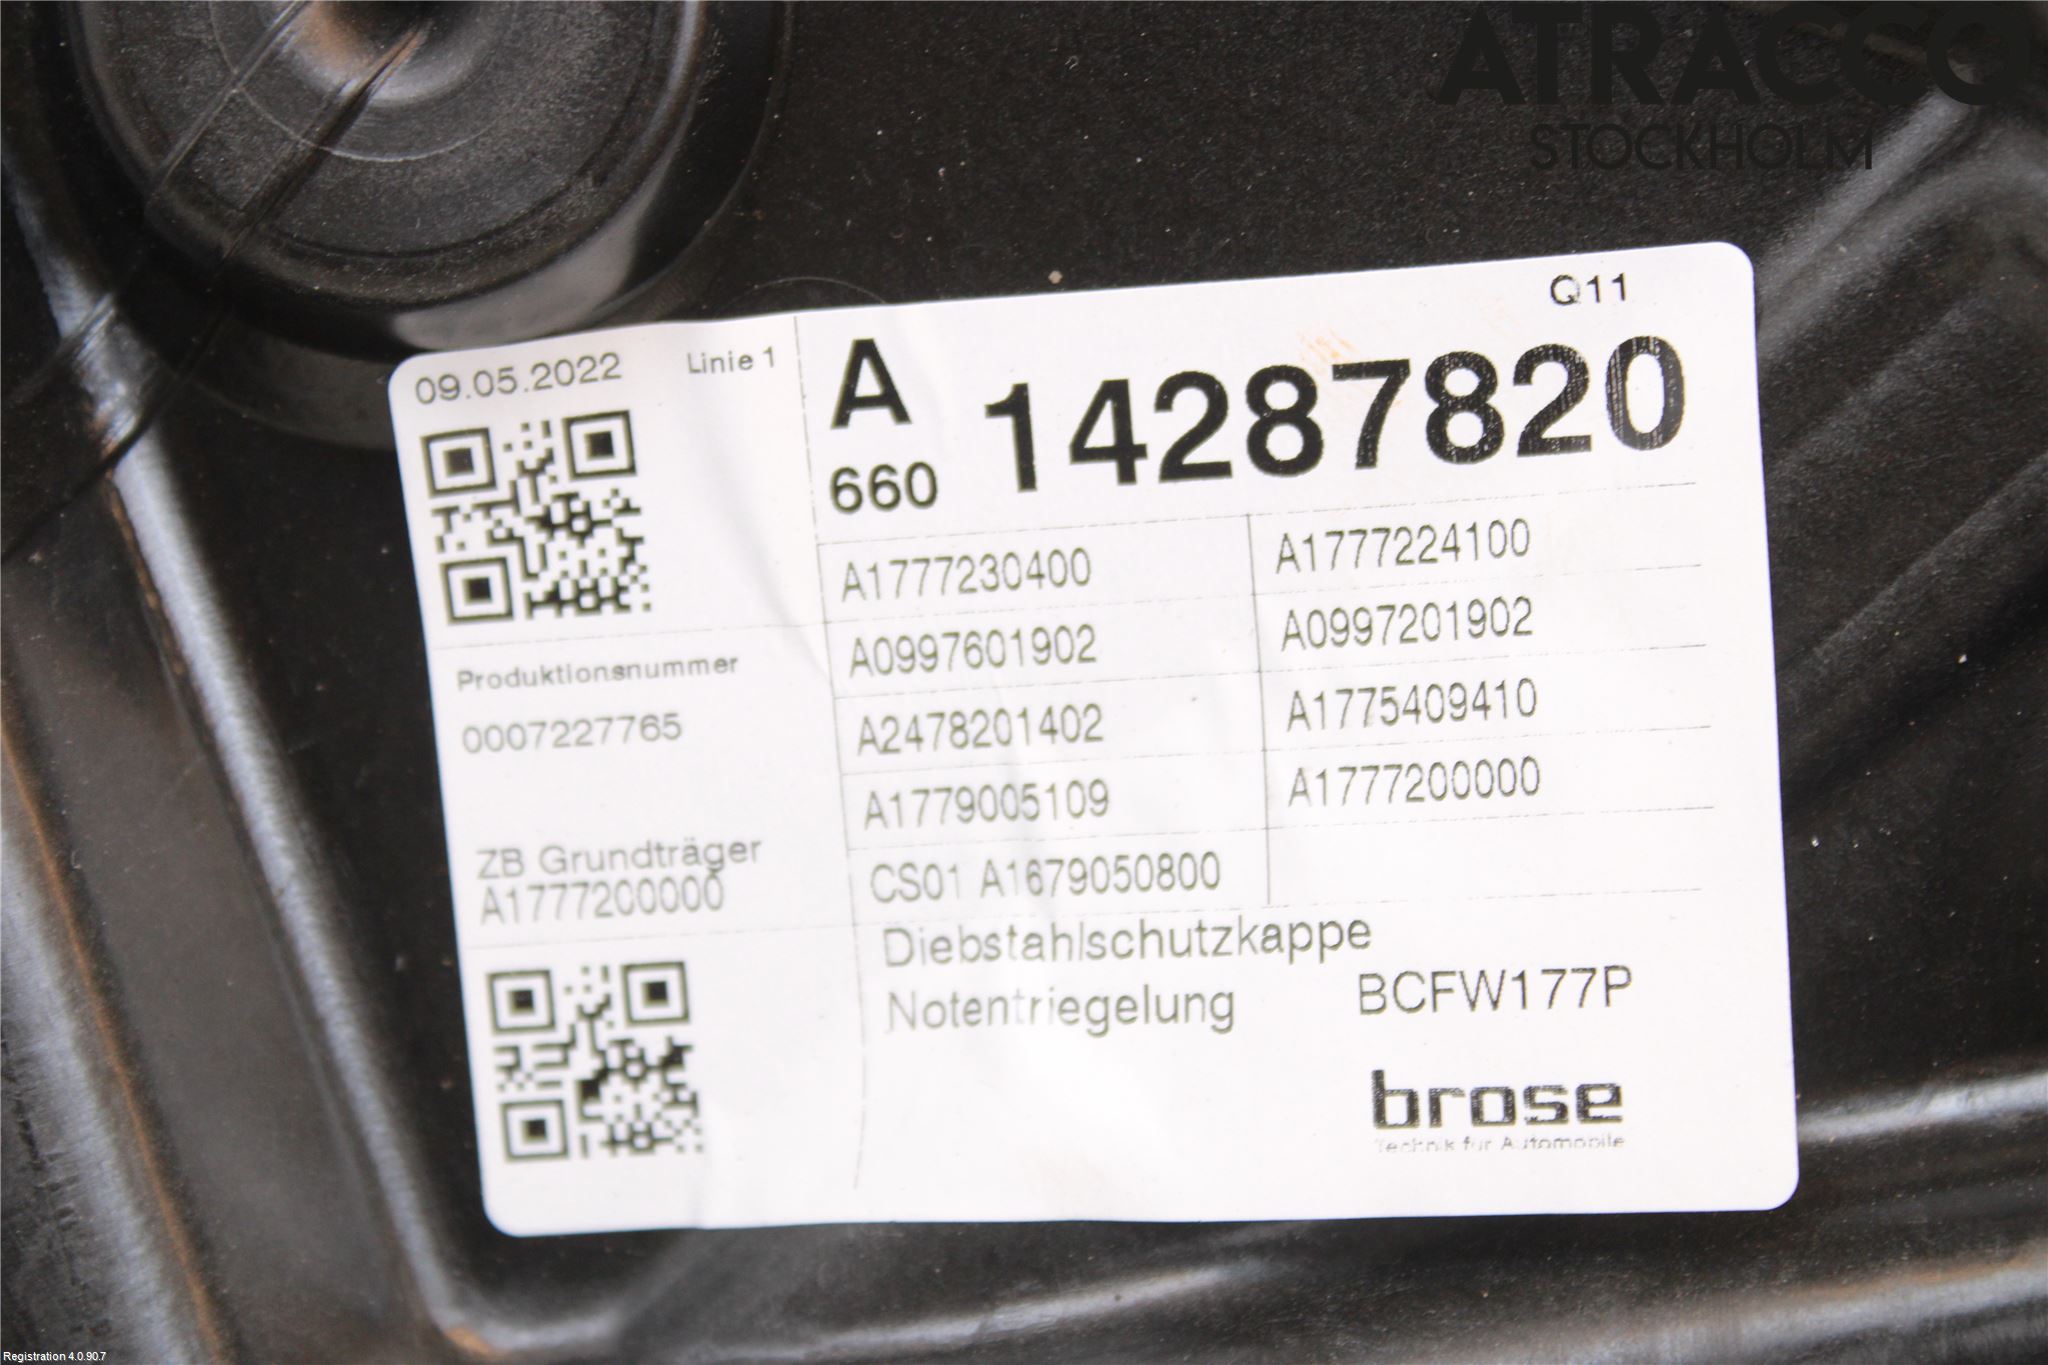 ATRACCO
STOCKHOLM
Q11
09.05.2022 Linie 1
A
660
14287820
A1777230400 A1777224100
A0997601902 A0997201902
A2478201402 A1775409410
A1779005109 A1777200000
CS01 A1679050800
Produktionsnummer
0007227765
ZB Grundträger
A1777200000
Diebstahlschutzkappe
Notentriegelung BCFW177P
brose
Technik für Automobile
Registration 4.0.90.7